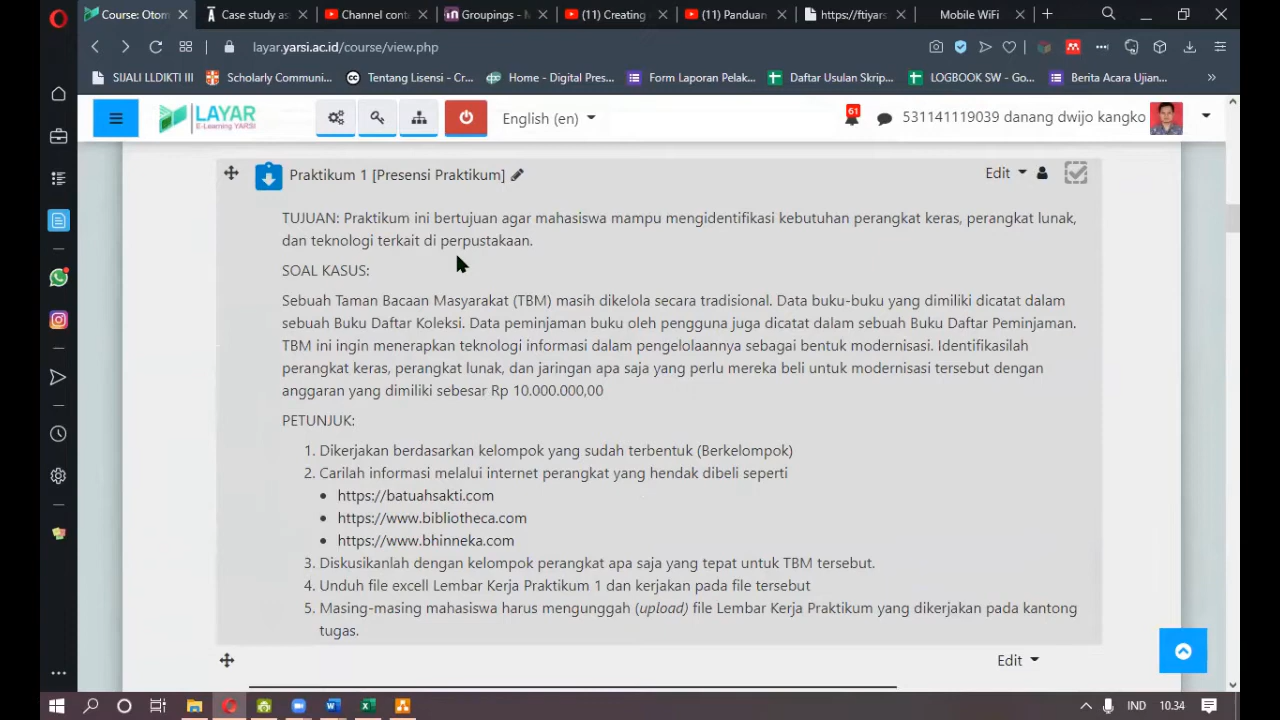 Course: Otom
Case study as
Channel cont
Groupings - M
(11) Creating
(11) Panduan
https://ftiyars
Mobile WiFi
layar.yarsi.ac.id/course/view.php
SIJALI LLDIKTI III
Scholarly Communi...
Tentang Lisensi - Cr...
Home - Digital Pres...
Form Laporan Pelak...
Daftar Usulan Skrip...
LOGBOOK SW - Go...
Berita Acara Ujian...
LAYAR
E-Learning YARSI
English (en)
61
531141119039 danang dwijo kangko
Praktikum 1 [Presensi Praktikum]
Edit
TUJUAN: Praktikum ini bertujuan agar mahasiswa mampu mengidentifikasi kebutuhan perangkat keras, perangkat lunak,
dan teknologi terkait di perpustakaan.
SOAL KASUS:
Sebuah Taman Bacaan Masyarakat (TBM) masih dikelola secara tradisional. Data buku-buku yang dimiliki dicatat dalam
sebuah Buku Daftar Koleksi. Data peminjaman buku oleh pengguna juga dicatat dalam sebuah Buku Daftar Peminjaman.
TBM ini ingin menerapkan teknologi informasi dalam pengelolaannya sebagai bentuk modernisasi. Identifikasilah
perangkat keras, perangkat lunak, dan jaringan apa saja yang perlu mereka beli untuk modernisasi tersebut dengan
anggaran yang dimiliki sebesar Rp 10.000.000,00
PETUNJUK:
1. Dikerjakan berdasarkan kelompok yang sudah terbentuk (Berkelompok)
2. Carilah informasi melalui internet perangkat yang hendak dibeli seperti
• https://batuahsakti.com
• https://www.bibliotheca.com
• https://www.bhinneka.com
3. Diskusikanlah dengan kelompok perangkat apa saja yang tepat untuk TBM tersebut.
4. Unduh file excell Lembar Kerja Praktikum 1 dan kerjakan pada file tersebut
5. Masing-masing mahasiswa harus mengunggah (upload) file Lembar Kerja Praktikum yang dikerjakan pada kantong
tugas.
Edit
IND
10.34